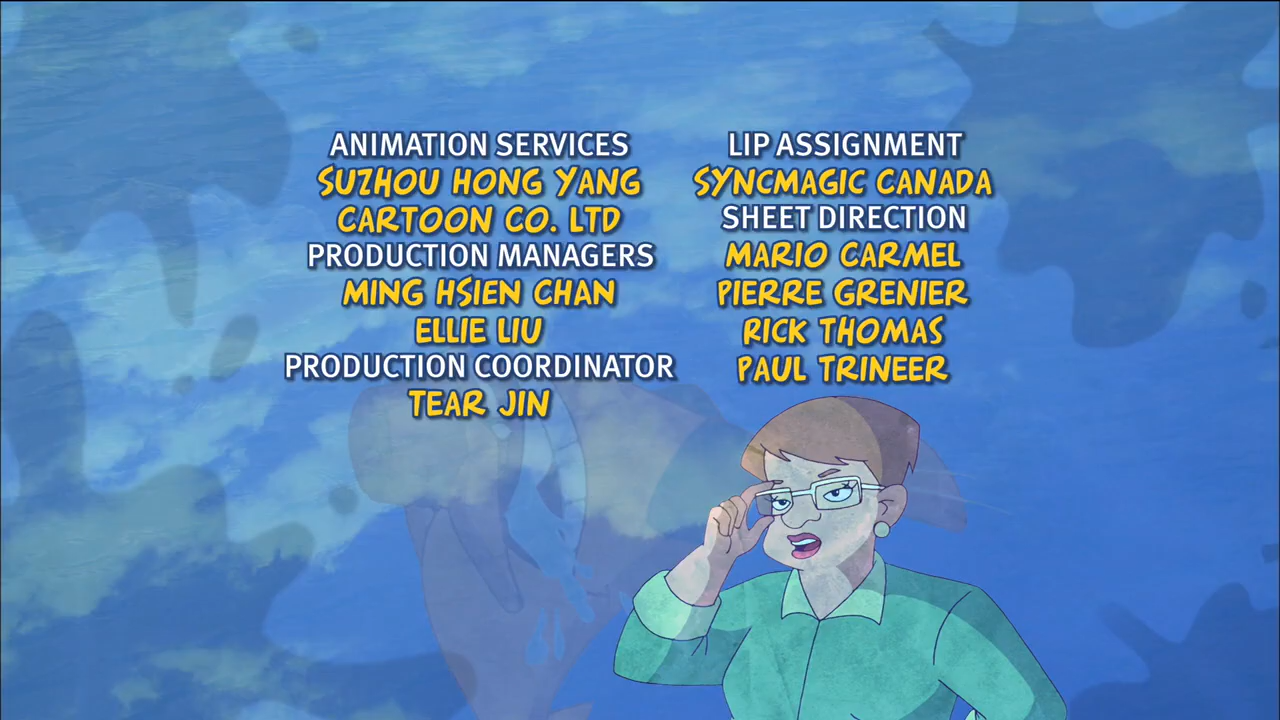 ANIMATION SERVICES
SUZHOU HONG YANG
CARTOON CO. LTD
PRODUCTION MANAGERS
MING HSIEN CHAN
ELLIE LIU
PRODUCTION COORDINATOR
TEAR JIN
LIP ASSIGNMENT
SYNCMAGIC CANADA
SHEET DIRECTION
MARIO CARMEL
PIERRE GRENIER
RICK THOMAS
PAUL TRINEER